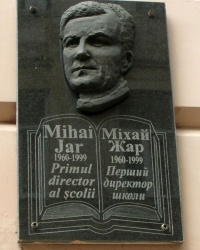 Mihai
Jar
1960-1999
Primul
director
al școlii
Міхай
Жар
1960-1999
Перший
директор
школи